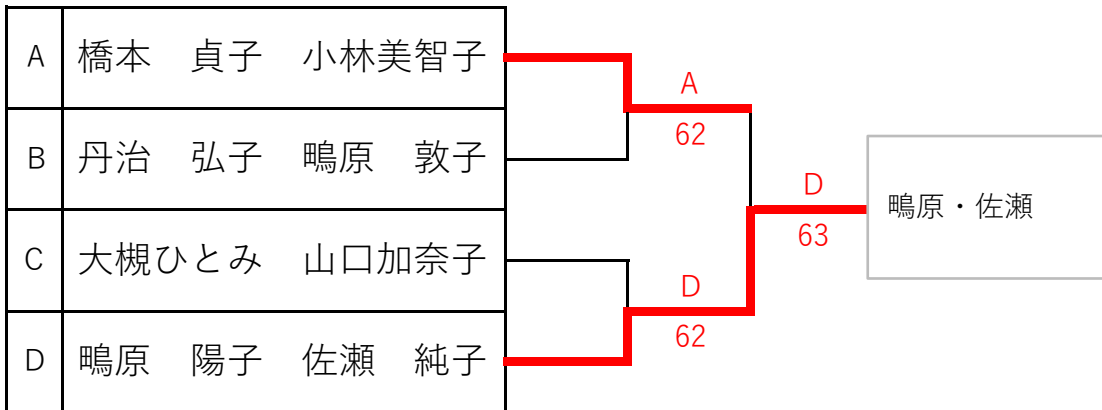 A 橋本　貞子　小林美智子
A
62
B 丹治　弘子　鴫原　敦子
D
63
鴫原・佐瀬
C 大槻ひとみ　山口加奈子
D
62
D 鴫原　陽子　佐瀬　純子